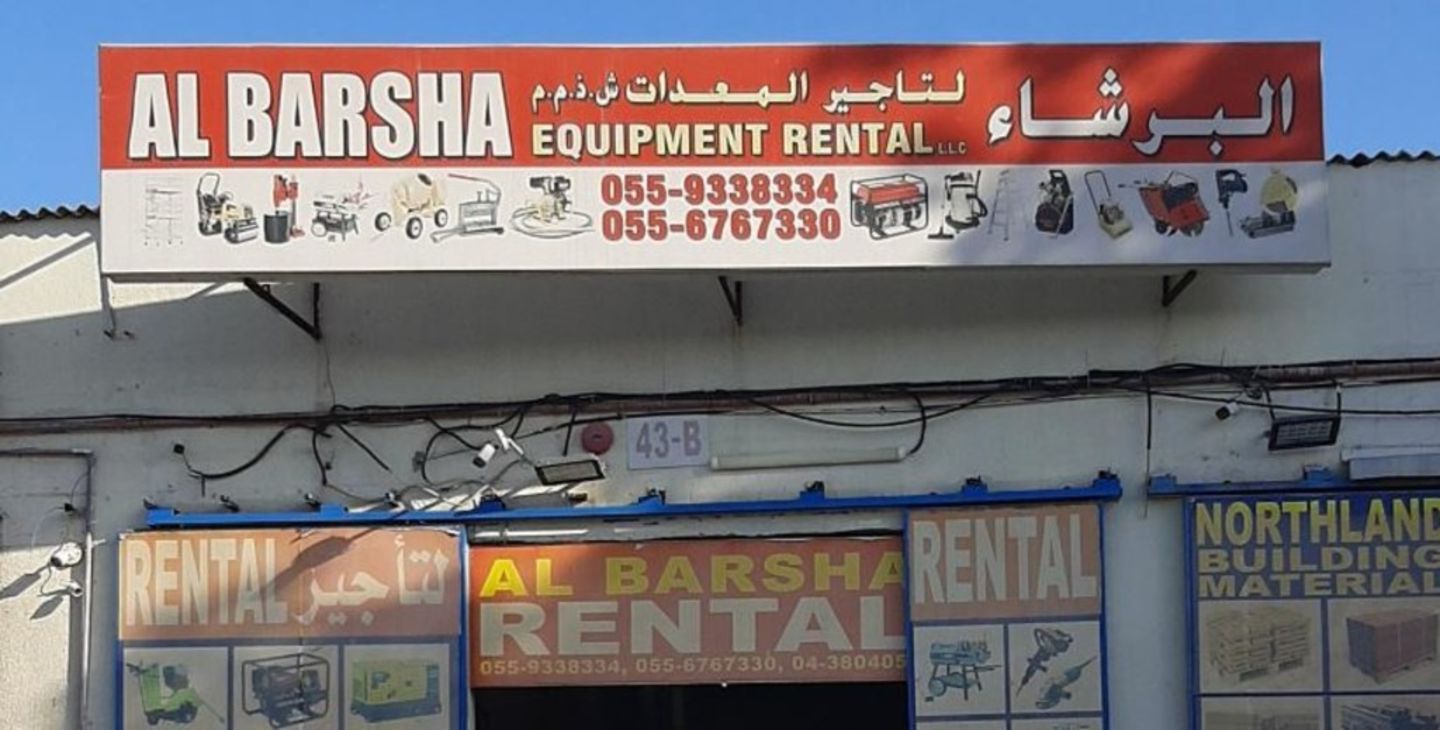 AL BARSHA
لتاجير المعدات ش.ذ.م.م
EQUIPMENT RENTAL L.L.C
البرشاء
055-9338334
055-6767330
43-B
RENTAL لتأجير
AL BARSHA
RENTAL
055-9338334, 055-6767330, 04-380405
RENTAL
NORTHLAND
BUILDING
MATERIAL